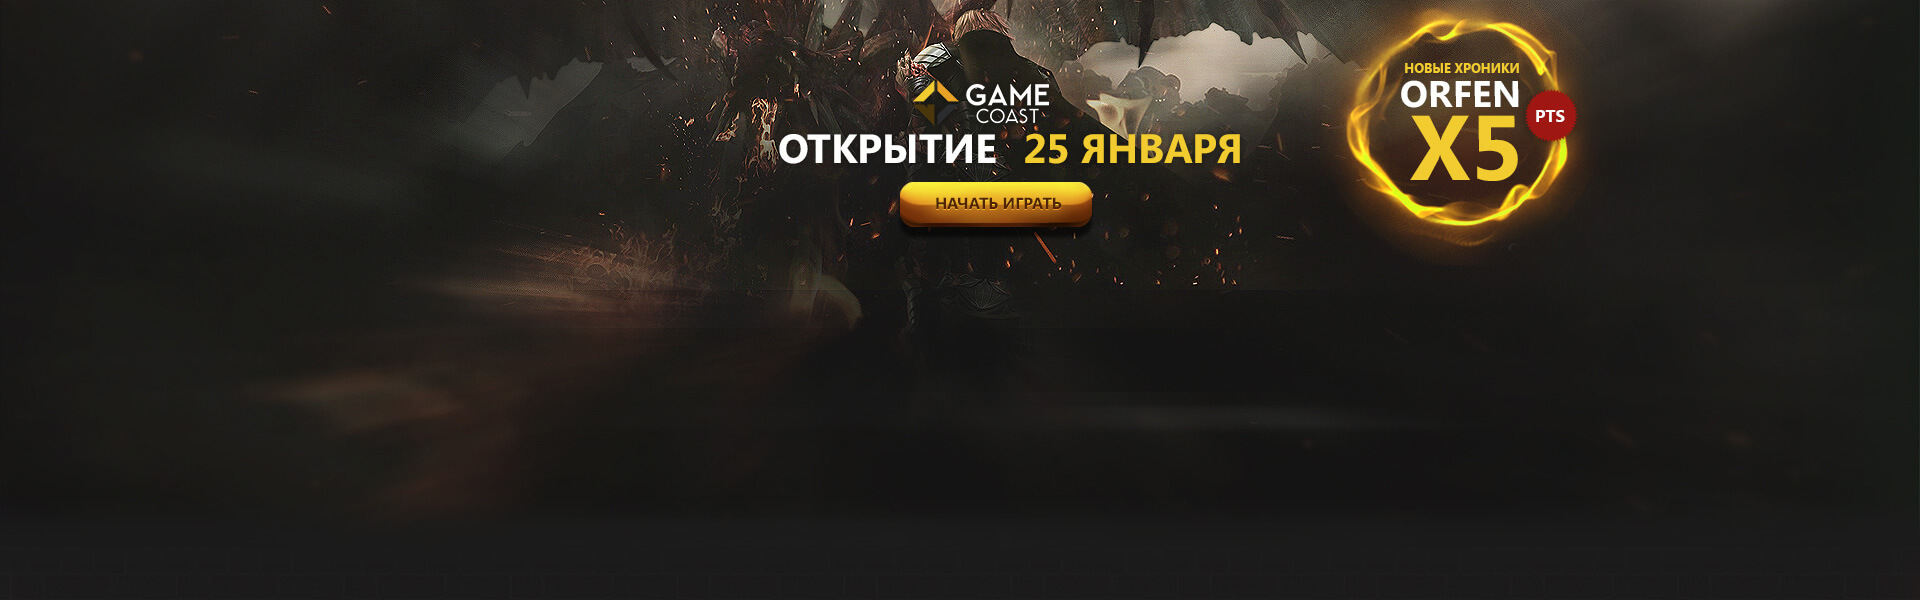 GAME
COAST
ОТКРЫТИЕ 25 ЯНВАРЯ
НАЧАТЬ ИГРАТЬ
НОВЫЕ ХРОНИКИ
ORFEN
X5
PTS